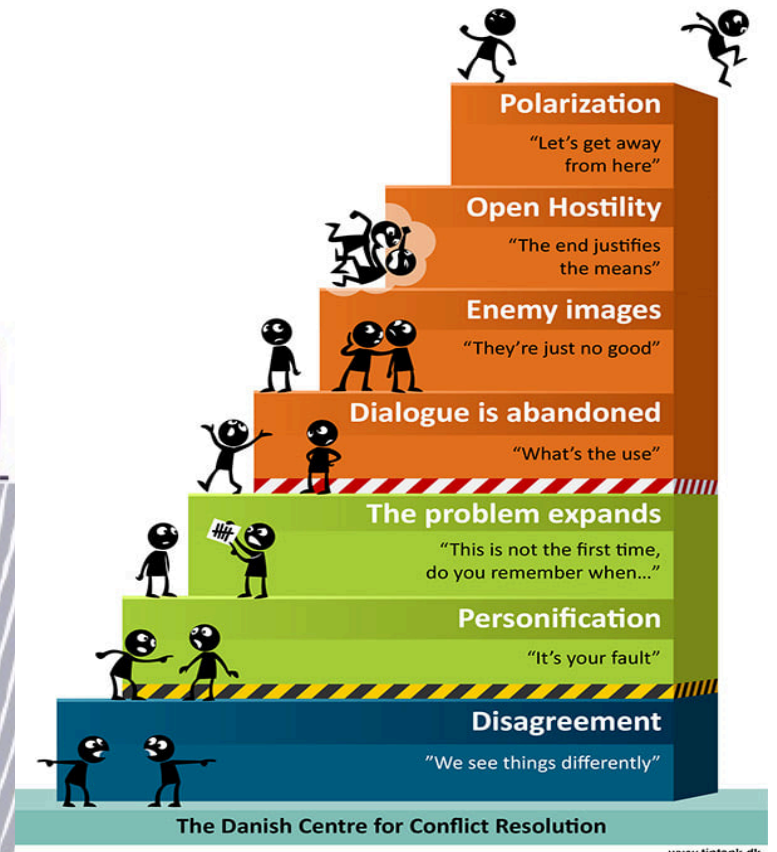 Polarization
“Let’s get away
from here”
Open Hostility
“The end justifies
the means”
Enemy images
“They’re just no good”
Dialogue is abandoned
“What’s the use”
The problem expands
“This is not the first time,
do you remember when...”
Personification
“It’s your fault”
Disagreement
”We see things differently”
The Danish Centre for Conflict Resolution